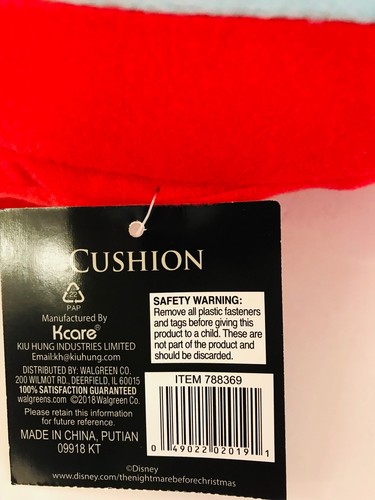 CUSHION
PAP
Manufactured By
Kcare®
KIU HUNG INDUSTRIES LIMITED
Email:kh@kiuhung.com
DISTRIBUTED BY: WALGREEN CO.
200 WILMOT RD., DEERFIELD, IL 60015
100% SATISFACTION GUARANTEED
walgreens.com ©2018 Walgreen Co.
Please retain this information
for future reference.
MADE IN CHINA, PUTIAN
09918 KT
SAFETY WARNING:
Remove all plastic fasteners
and tags before giving this
product to a child. These are
not part of the product and
should be discarded.
ITEM 788369
0 49022 02019 1
©Disney
www.disney.com/thenightmarebeforechristmas